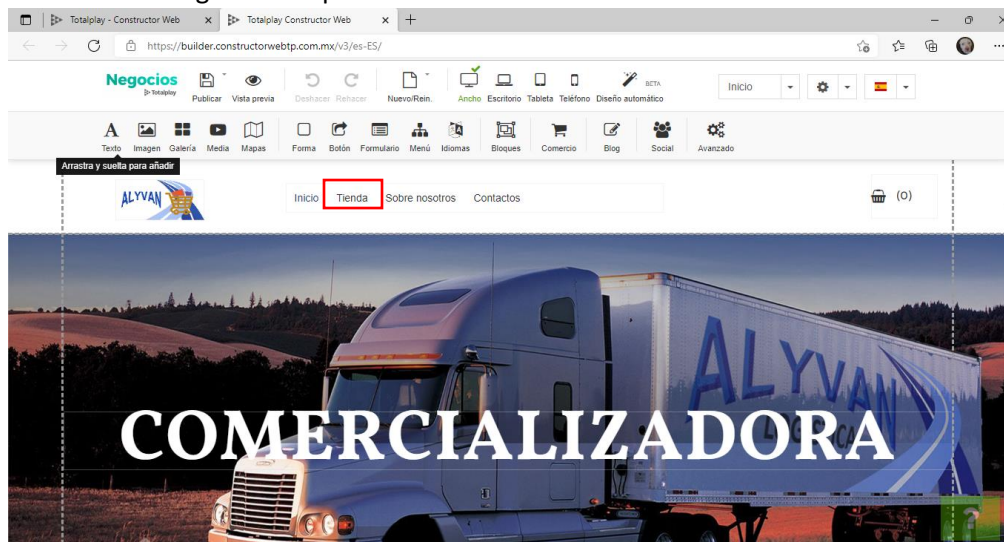 Totalplay - Constructor Web
Totalplay Constructor Web
https://builder.constructorwebtp.com.mx/v3/es-ES/
Negocios
Totalplay
Publicar Vista previa Deshacer Rehacer Nuevo/Rein. Ancho Escritorio Tableta Teléfono Diseño automático BETA
Inicio
Texto Imagen Galería Media Mapas Forma Botón Formulario Menú Idiomas Bloques Comercio Blog Social Avanzado
Arrastra y suelta para añadir
ALYVAN
Inicio Tienda Sobre nosotros Contactos
(0)
ALYVAN
COMERCIALIZADORA
?